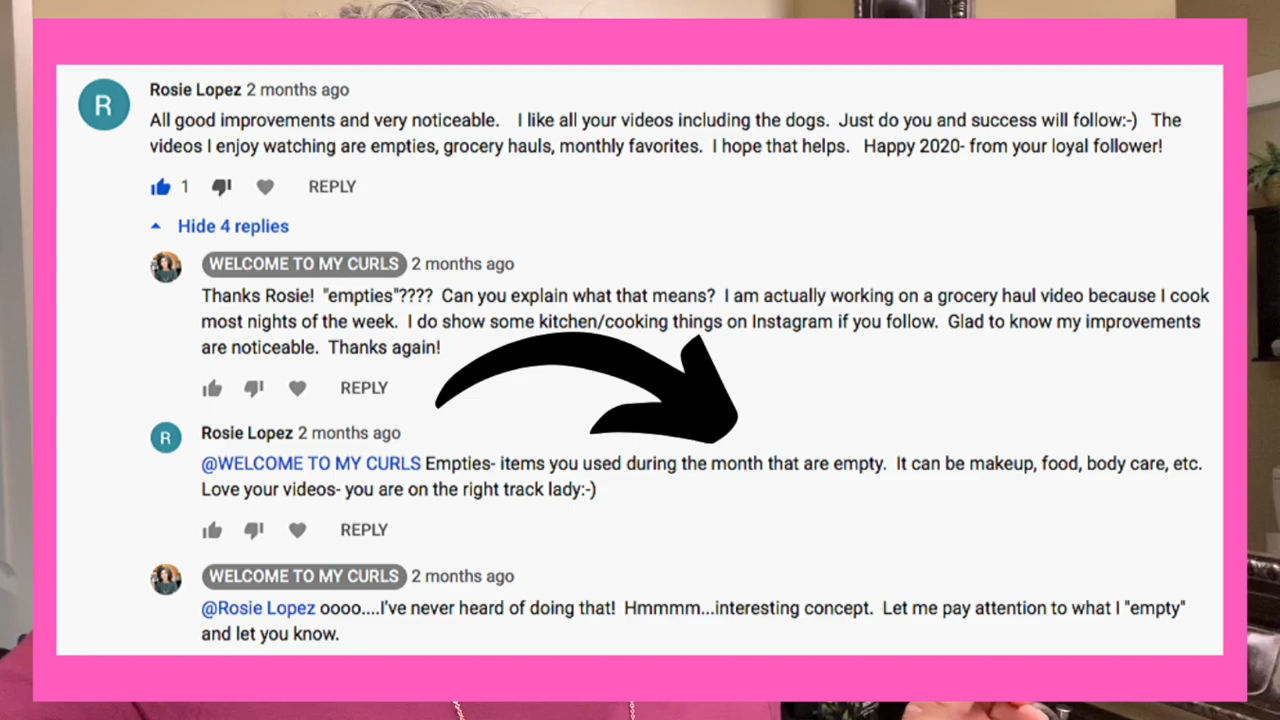 R
Rosie Lopez 2 months ago
All good improvements and very noticeable. I like all your videos including the dogs. Just do you and success will follow:-) The
videos I enjoy watching are empties, grocery hauls, monthly favorites. I hope that helps. Happy 2020- from your loyal follower!
1 REPLY
Hide 4 replies
WELCOME TO MY CURLS 2 months ago
Thanks Rosie! "empties"???? Can you explain what that means? I am actually working on a grocery haul video because I cook
most nights of the week. I do show some kitchen/cooking things on Instagram if you follow. Glad to know my improvements
are noticeable. Thanks again!
REPLY
R
Rosie Lopez 2 months ago
@WELCOME TO MY CURLS Empties- items you used during the month that are empty. It can be makeup, food, body care, etc.
Love your videos- you are on the right track lady:-)
REPLY
WELCOME TO MY CURLS 2 months ago
@Rosie Lopez oooo....I've never heard of doing that! Hmmmm...interesting concept. Let me pay attention to what I "empty"
and let you know.